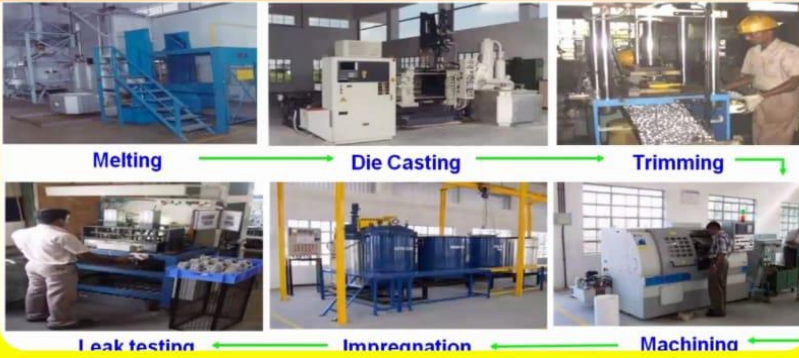 Melting
Die Casting
Trimming
Leak testing
Impregnation
Machining